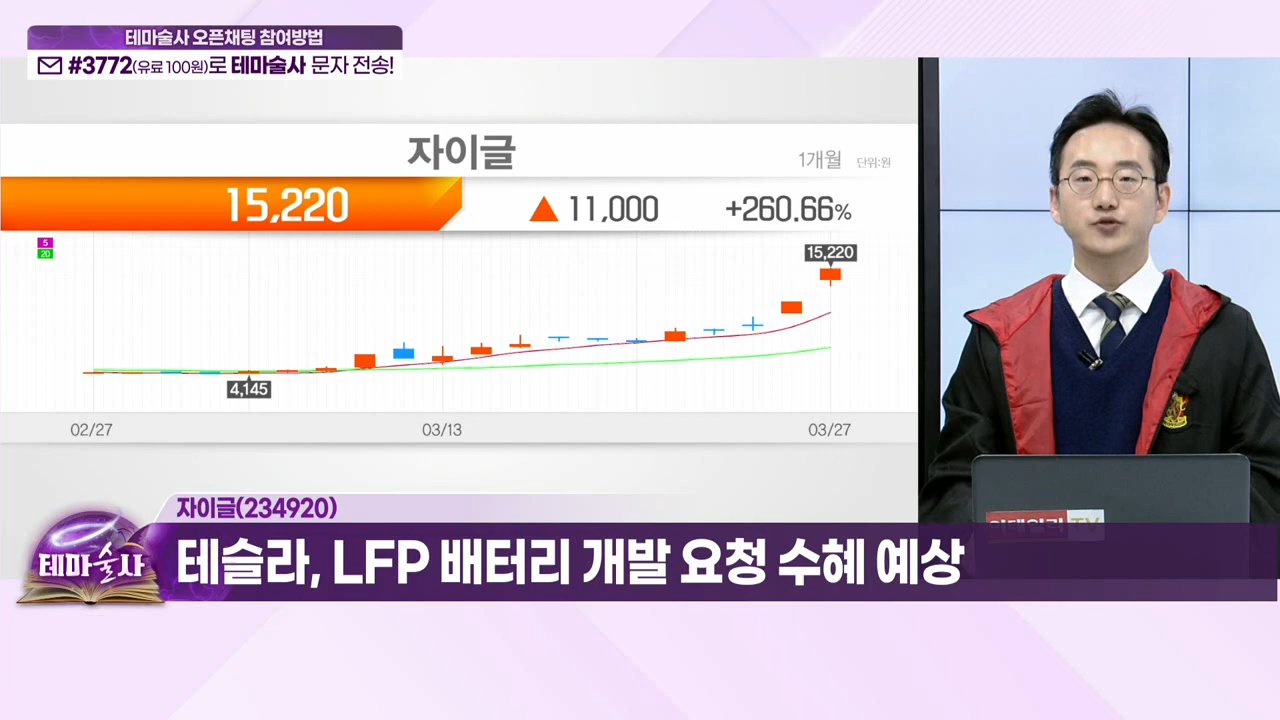 테마술사 오픈채팅 참여방법
#3772(유료 100원)로 테마술사 문자 전송!
자이글
1개월 단위:원
15,220 ▲ 11,000 +260.66%
5
20
15,220
4,145
02/27 03/13 03/27
자이글(234920)
테마술사
테슬라, LFP 배터리 개발 요청 수혜 예상